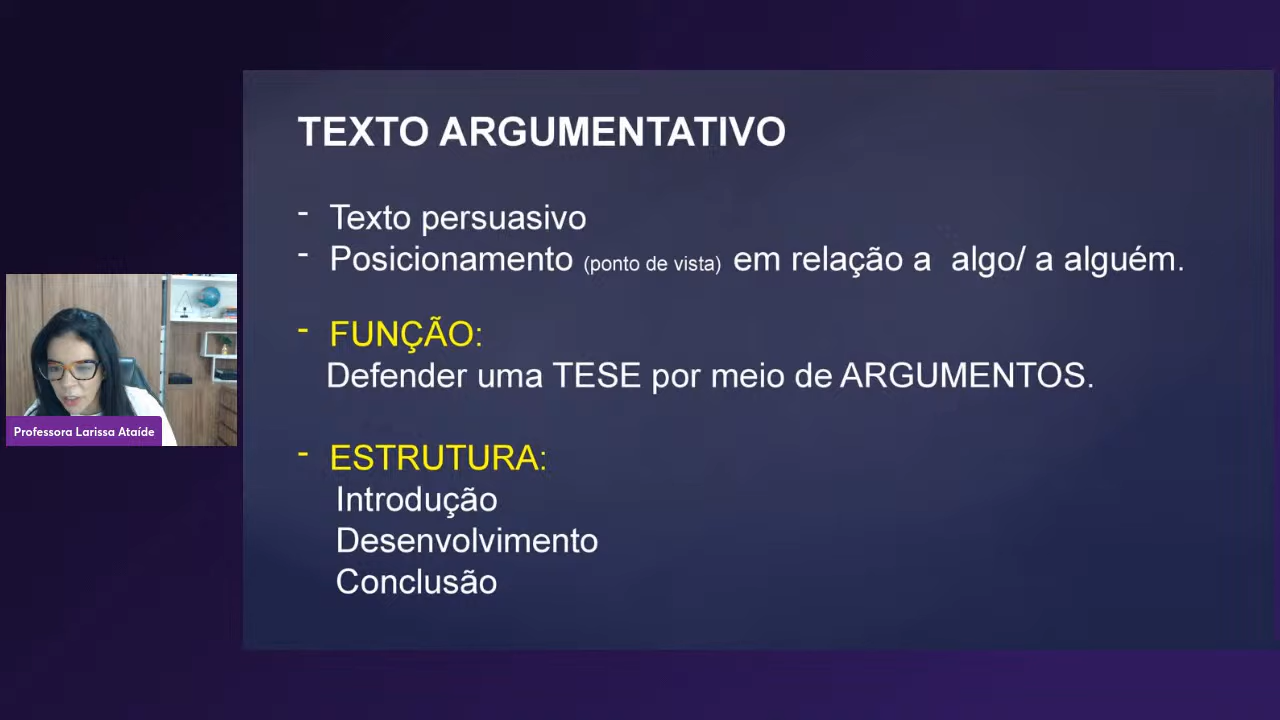 TEXTO ARGUMENTATIVO
- Texto persuasivo
- Posicionamento (ponto de vista) em relação a algo/ a alguém.
- FUNÇÃO:
Defender uma TESE por meio de ARGUMENTOS.
- ESTRUTURA:
Introdução
Desenvolvimento
Conclusão
Professora Larissa Ataíde